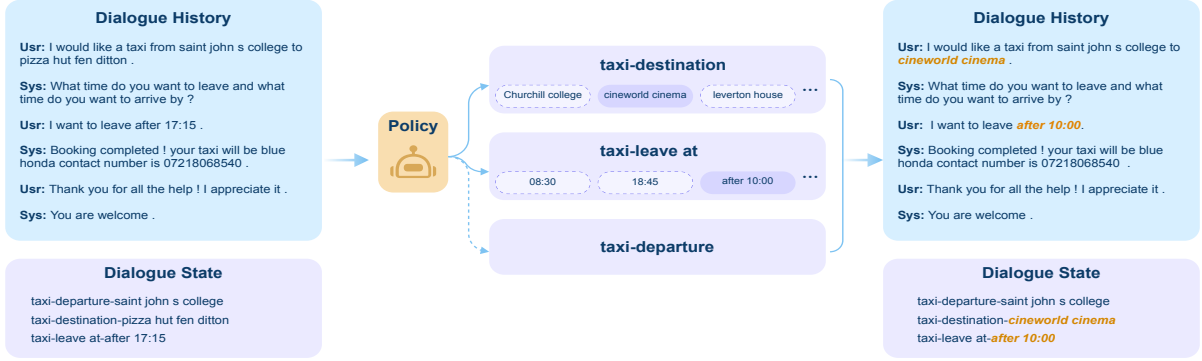 Dialogue History
Usr: I would like a taxi from saint john s college to
pizza hut fen ditton .
Sys: What time do you want to leave and what
time do you want to arrive by ?
Usr: I want to leave after 17:15 .
Sys: Booking completed ! your taxi will be blue
honda contact number is 07218068540 .
Usr: Thank you for all the help ! I appreciate it .
Sys: You are welcome .
Dialogue State
taxi-departure-saint john s college
taxi-destination-pizza hut fen ditton
taxi-leave at-after 17:15
Policy
taxi-destination
Churchill college
cineworld cinema
leverton house
...
taxi-leave at
08:30
18:45
after 10:00
...
taxi-departure
Dialogue History
Usr: I would like a taxi from saint john s college to
cineworld cinema .
Sys: What time do you want to leave and what
time do you want to arrive by ?
Usr: I want to leave after 10:00.
Sys: Booking completed ! your taxi will be blue
honda contact number is 07218068540 .
Usr: Thank you for all the help ! I appreciate it .
Sys: You are welcome .
Dialogue State
taxi-departure-saint john s college
taxi-destination-cineworld cinema
taxi-leave at-after 10:00